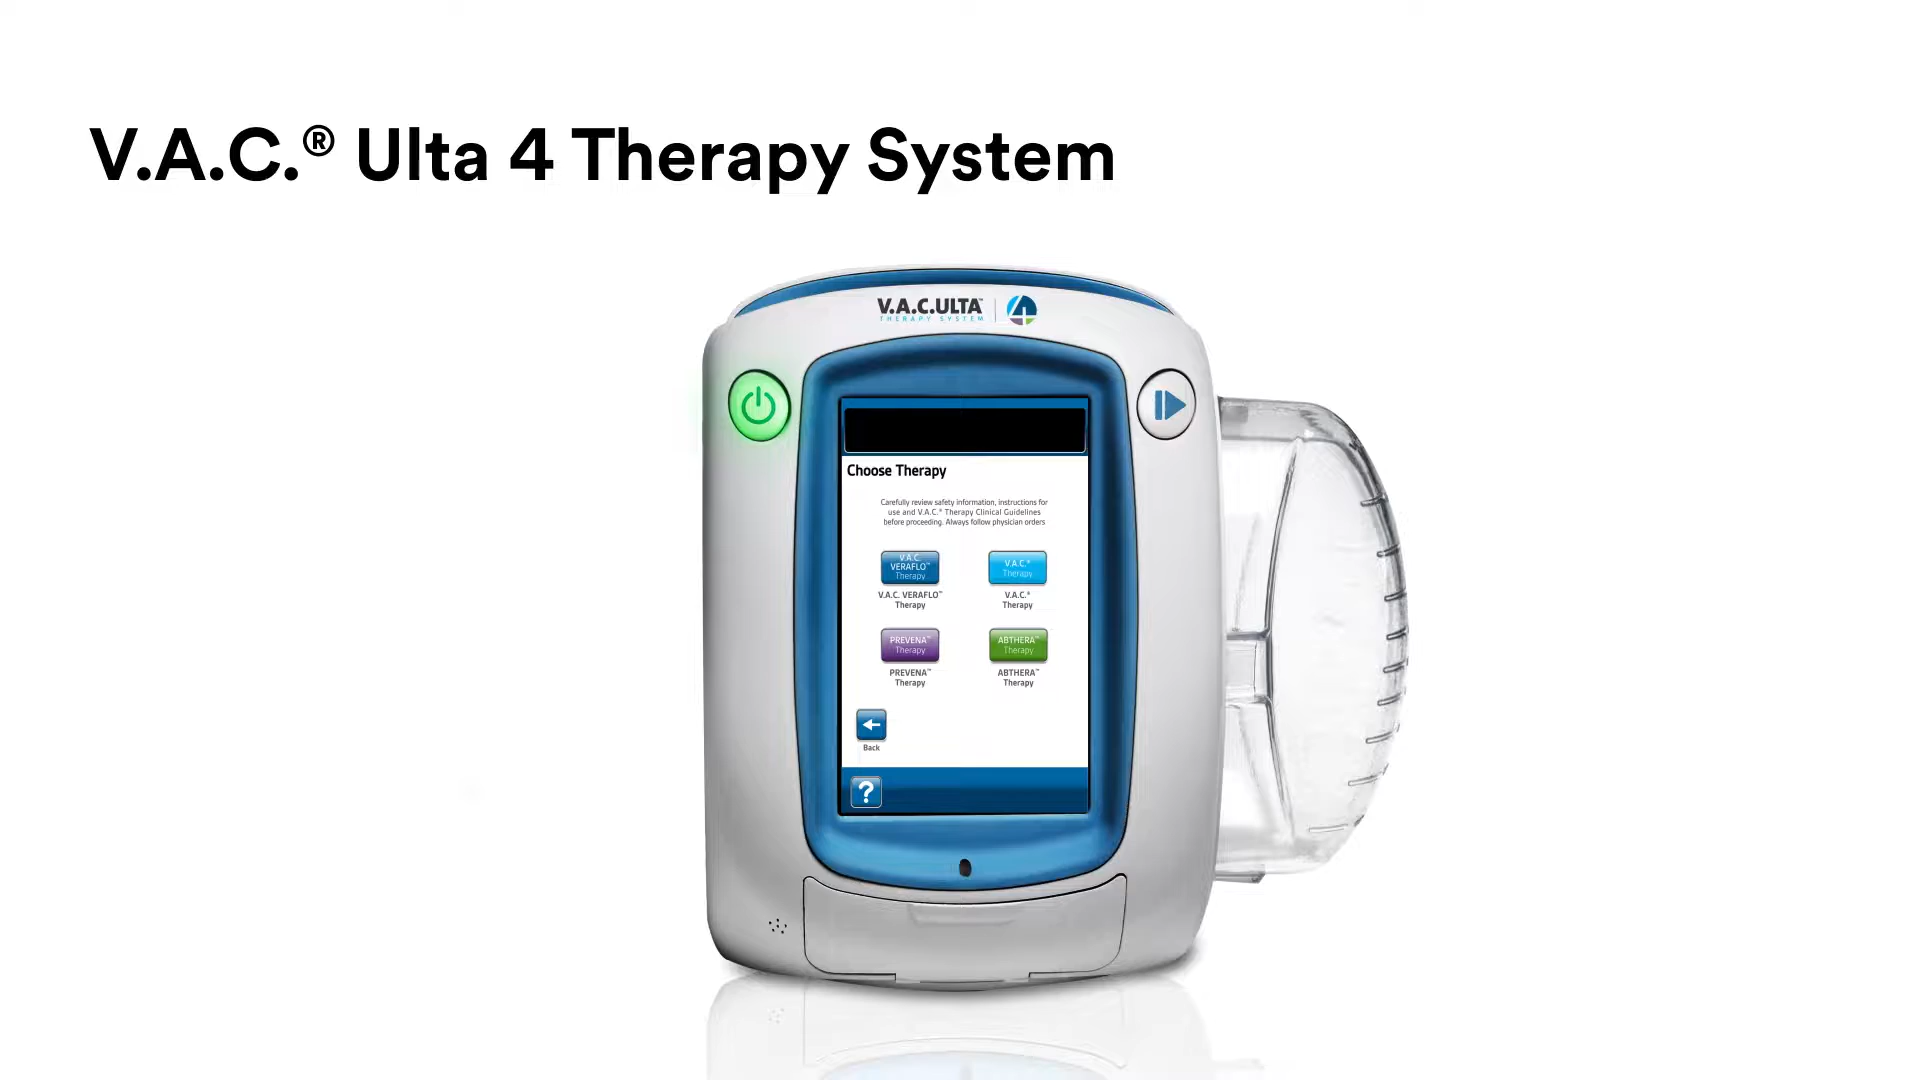 V.A.C.® Ulta 4 Therapy System
V.A.C.ULTA™ 4
THERAPY SYSTEM
Choose Therapy
Carefully review safety information, instructions for
use and V.A.C.® Therapy Clinical Guidelines
before proceeding. Always follow physician orders
V.A.C.
VERAFLO™
Therapy
V.A.C. VERAFLO™
Therapy
V.A.C.®
Therapy
V.A.C.®
Therapy
PREVENA™
Therapy
PREVENA™
Therapy
ABTHERA™
Therapy
ABTHERA™
Therapy
Back
?